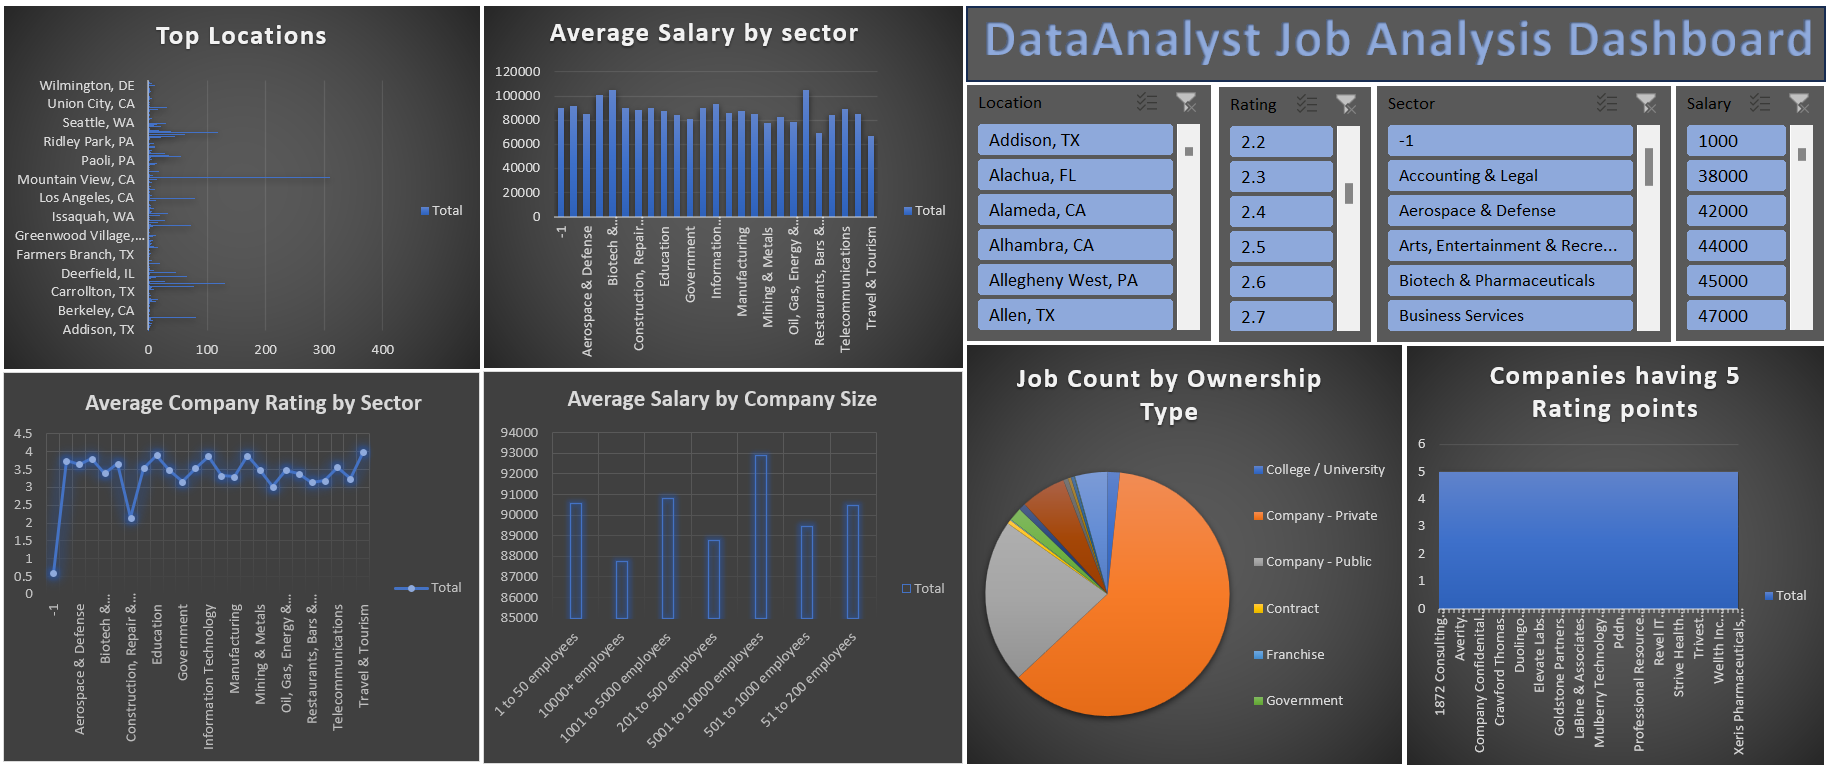 Top Locations
Wilmington, DE
Union City, CA
Seattle, WA
Ridley Park, PA
Paoli, PA
Mountain View, CA
Los Angeles, CA
Issaquah, WA
Greenwood Village,...
Farmers Branch, TX
Deerfield, IL
Carrollton, TX
Berkeley, CA
Addison, TX
0 100 200 300 400
Total
Average Salary by sector
120000
100000
80000
60000
40000
20000
0
-1
Aerospace & Defense
Biotech &...
Construction, Repair...
Education
Government
Information...
Manufacturing
Mining & Metals
Oil, Gas, Energy &...
Restaurants, Bars &...
Telecommunications
Travel & Tourism
Total
DataAnalyst Job Analysis Dashboard
Location
Addison, TX
Alachua, FL
Alameda, CA
Alhambra, CA
Allegheny West, PA
Allen, TX
Rating
2.2
2.3
2.4
2.5
2.6
2.7
Sector
-1
Accounting & Legal
Aerospace & Defense
Arts, Entertainment & Recre...
Biotech & Pharmaceuticals
Business Services
Salary
1000
38000
42000
44000
45000
47000
Average Company Rating by Sector
4.5
4
3.5
3
2.5
2
1.5
1
0.5
0
-1
Aerospace & Defense
Biotech &...
Construction, Repair &...
Education
Government
Information Technology
Manufacturing
Mining & Metals
Oil, Gas, Energy &...
Restaurants, Bars &...
Telecommunications
Travel & Tourism
Total
Average Salary by Company Size
94000
93000
92000
91000
90000
89000
88000
87000
86000
85000
1 to 50 employees
10000+ employees
1001 to 5000 employees
201 to 500 employees
5001 to 10000 employees
501 to 1000 employees
51 to 200 employees
Total
Job Count by Ownership
Type
College / University
Company - Private
Company - Public
Contract
Franchise
Government
Companies having 5
Rating points
6
5
4
3
2
1
0
1872 Consulting...
Averity...
Company Confidental...
Crawford Thomas...
Duolingo...
Elevate Labs...
Goldstone Partners...
LaBine & Associates...
Mulberry Technology...
Pddn...
Professional Resource...
Revel IT...
Strive Health...
Trivest...
Wellth Inc...
Xeris Pharmaceuticals,...
Total